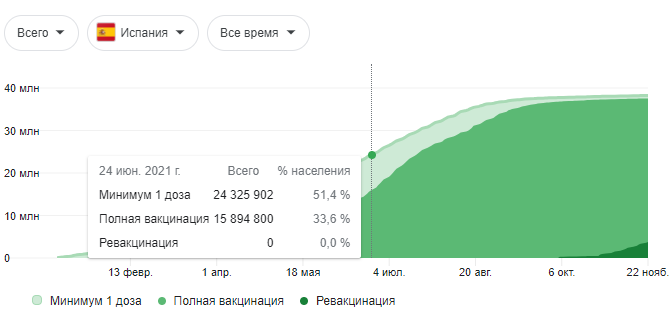 Всего Испания Все время
40 млн
30 млн
20 млн
10 млн
0
24 июн. 2021 г. Всего % населения
Минимум 1 доза 24 325 902 51,4 %
Полная вакцинация 15 894 800 33,6 %
Ревакцинация 0 0,0 %
13 февр. 1 апр. 18 мая 4 июл. 20 авг. 6 окт. 22 нояб.
Минимум 1 доза Полная вакцинация Ревакцинация